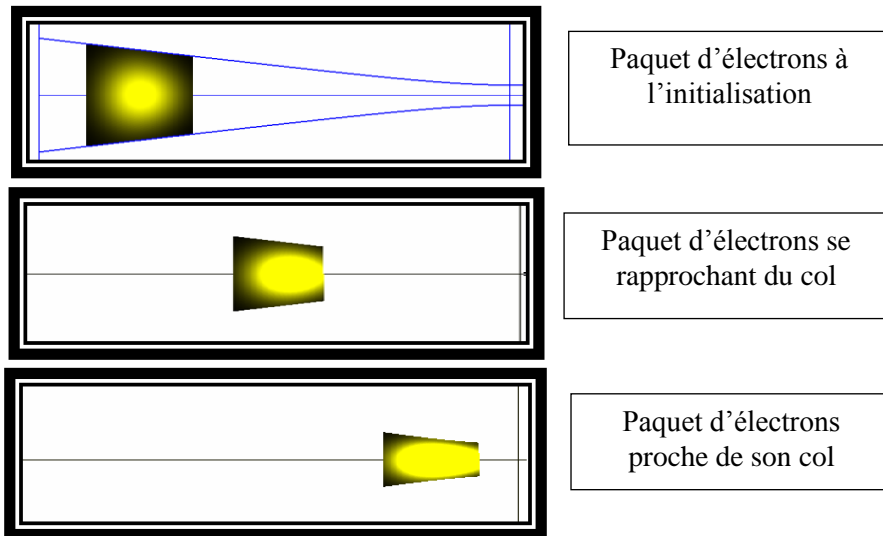 Paquet d’électrons à
l’initialisation
Paquet d’électrons se
rapprochant du col
Paquet d’électrons
proche de son col